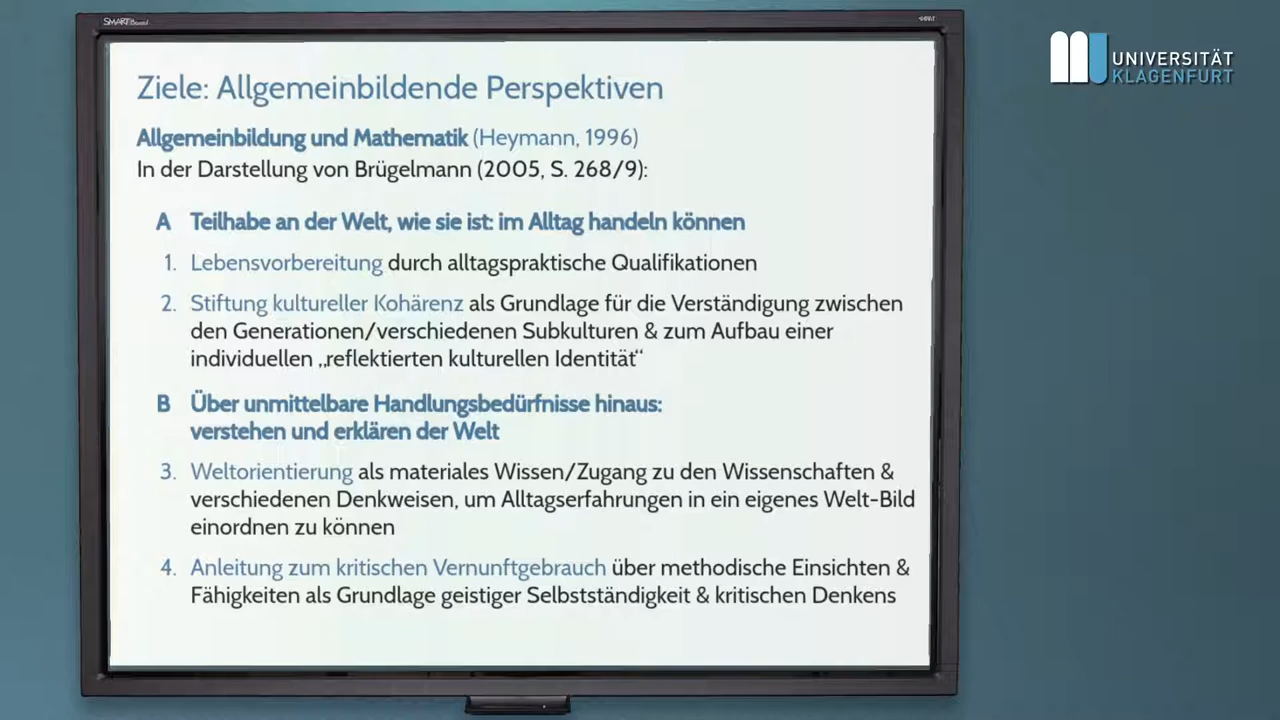 SMART Board
UNIVERSITÄT
KLAGENFURT
Ziele: Allgemeinbildende Perspektiven
Allgemeinbildung und Mathematik (Heymann, 1996)
In der Darstellung von Brügelmann (2005, S. 268/9):
A Teilhabe an der Welt, wie sie ist: im Alltag handeln können
1. Lebensvorbereitung durch alltagspraktische Qualifikationen
2. Stiftung kultureller Kohärenz als Grundlage für die Verständigung zwischen
den Generationen/verschiedenen Subkulturen & zum Aufbau einer
individuellen „reflektierten kulturellen Identität“
B Über unmittelbare Handlungsbedürfnisse hinaus:
verstehen und erklären der Welt
3. Weltorientierung als materiales Wissen/Zugang zu den Wissenschaften &
verschiedenen Denkweisen, um Alltagserfahrungen in ein eigenes Welt-Bild
einordnen zu können
4. Anleitung zum kritischen Vernunftgebrauch über methodische Einsichten &
Fähigkeiten als Grundlage geistiger Selbstständigkeit & kritischen Denkens